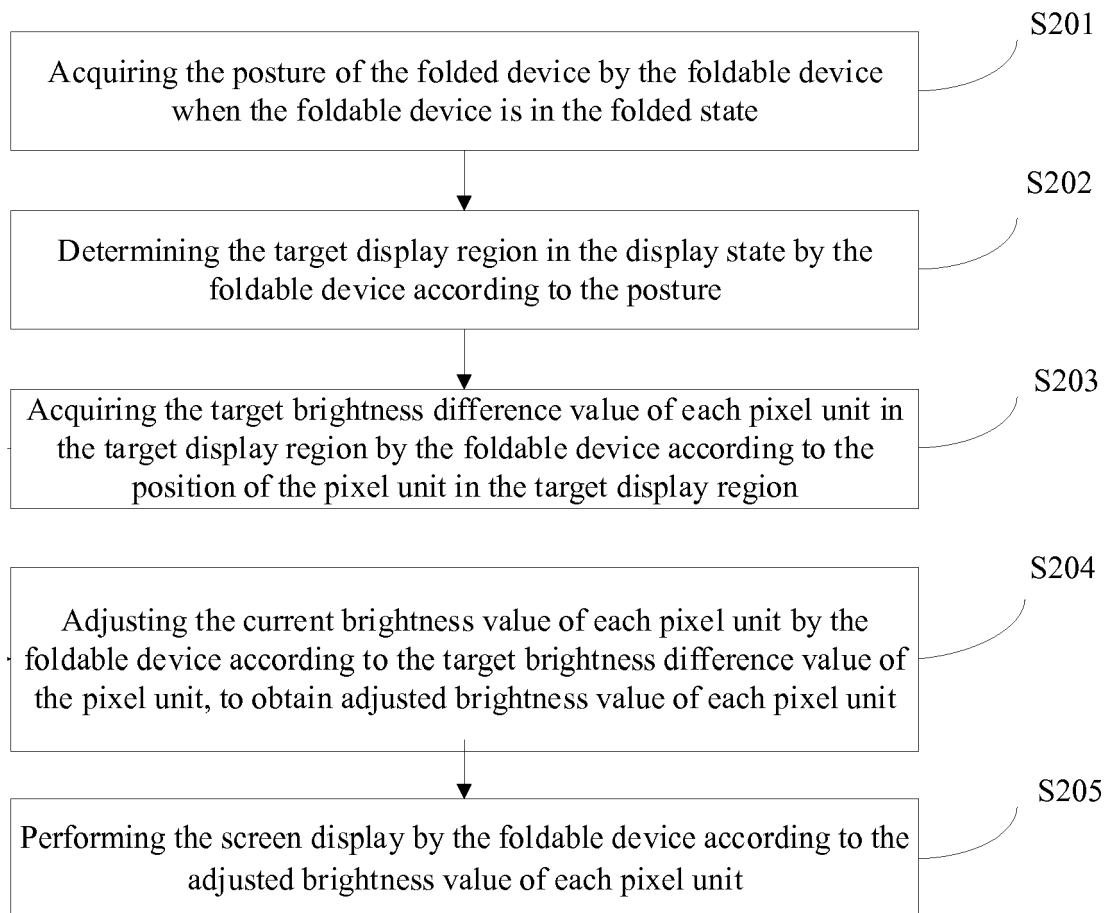 S201
Acquiring the posture of the folded device by the foldable device
when the foldable device is in the folded state
S202
Determining the target display region in the display state by the
foldable device according to the posture
S203
Acquiring the target brightness difference value of each pixel unit in
the target display region by the foldable device according to the
position of the pixel unit in the target display region
S204
Adjusting the current brightness value of each pixel unit by the
foldable device according to the target brightness difference value of
the pixel unit, to obtain adjusted brightness value of each pixel unit
S205
Performing the screen display by the foldable device according to the
adjusted brightness value of each pixel unit